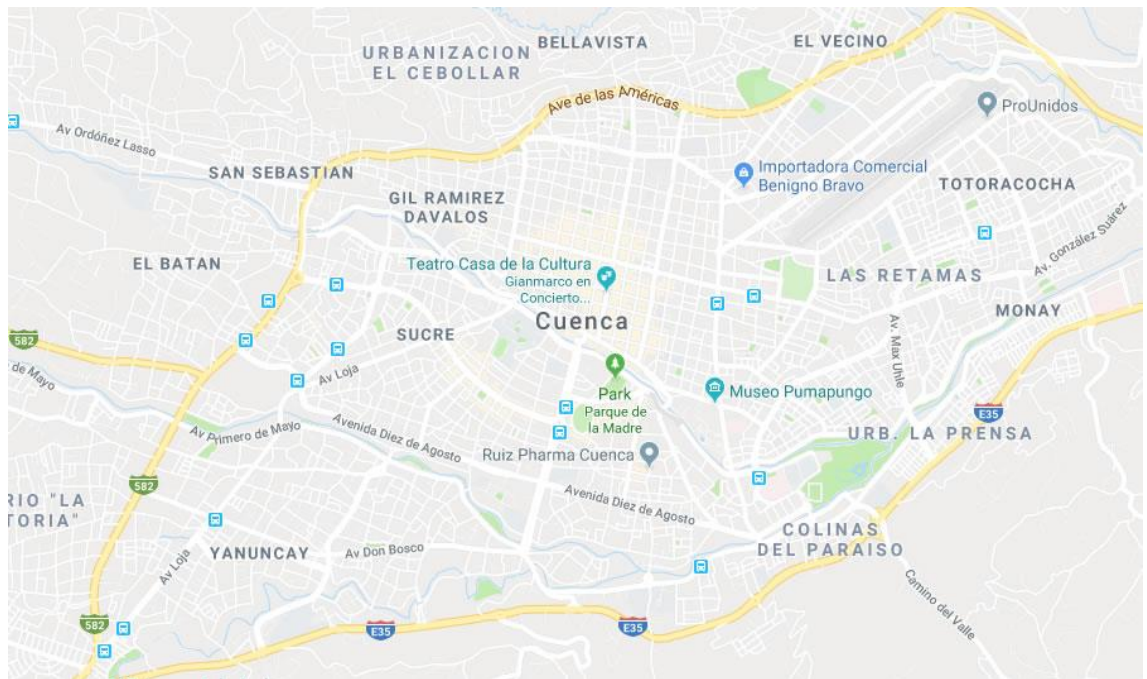 BELLAVISTA
EL VECINO
URBANIZACION
EL CEBOLLAR
Ave de las Américas
ProUnidos
Av Ordóñez Lasso
SAN SEBASTIAN
Importadora Comercial
Benigno Bravo
TOTORACOCHA
GIL RAMIREZ
DAVALOS
Av. González Suárez
EL BATAN
Teatro Casa de la Cultura
Gianmarco en
Concierto...
LAS RETAMAS
MONAY
Cuenca
SUCRE
582
Av. Max Uhle
de Mayo
Av Loja
Park
Parque de
la Madre
Museo Pumapungo
E35
Av Primero de Mayo
Avenida Diez de Agosto
URB. LA PRENSA
Ruiz Pharma Cuenca
582
RIO "LA
TORIA"
Avenida Diez de Agosto
COLINAS
DEL PARAISO
YANUNCAY
Av Don Bosco
Av Loja
Camino del Valle
582
E35
E35